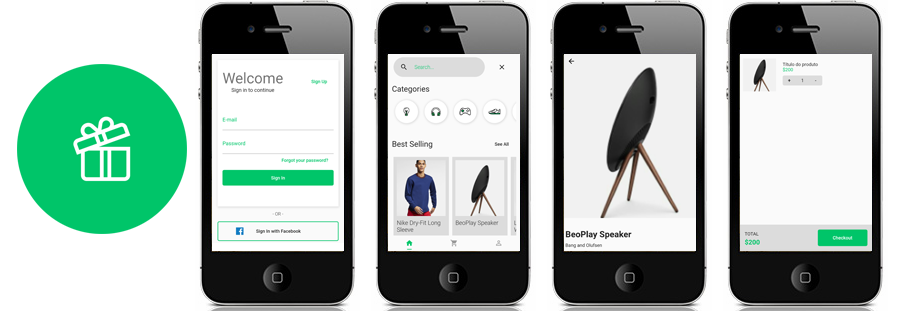 Welcome
Sign Up
Sign in to continue
E-mail
Password
Forgot your password?
Sign In
- OR -
Sign In with Facebook
Search...
Categories
Best Selling
See All
Nike Dry-Fit Long
Sleeve
BeoPlay Speaker
L
BeoPlay Speaker
Bang and Olufsen
Titulo do produto
$200
+ 1 -
TOTAL
$200
Checkout